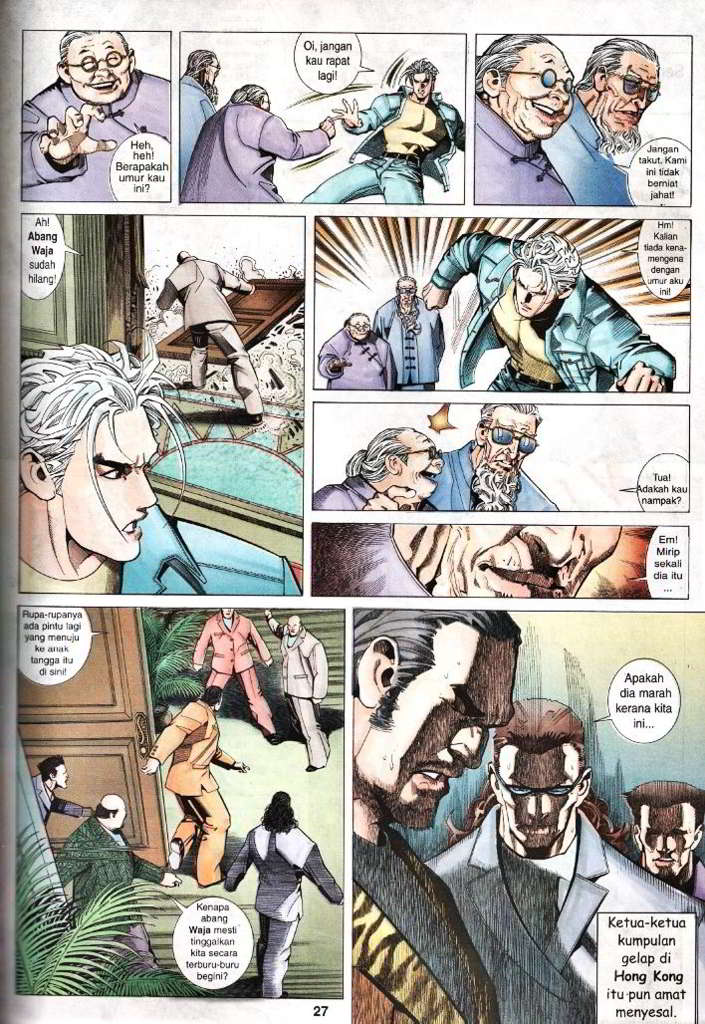 Heh,
heh!
Berapakah
umur kau
ini?
Oi, jangan
kau rapat
lagi!
Jangan
takut. Kami
ini tidak
berniat
jahat!
Ah!
Abang
Waja
sudah
hilang!
Hm!
Kalian
tiada kena-
mengena
dengan
umur aku
ini!
Tua!
Adakah kau
nampak?
Em!
Mirip
sekali
dia itu
...
Rupa-rupanya
ada pintu lagi
yang menuju
ke anak
tangga itu
di sini!
Kenapa
abang
Waja mesti
tinggalkan
kita secara
terburu-buru
begini?
Apakah
dia marah
kerana kita
ini...
Ketua-ketua
kumpulan
gelap di
Hong Kong
itu pun amat
menyesal.
27